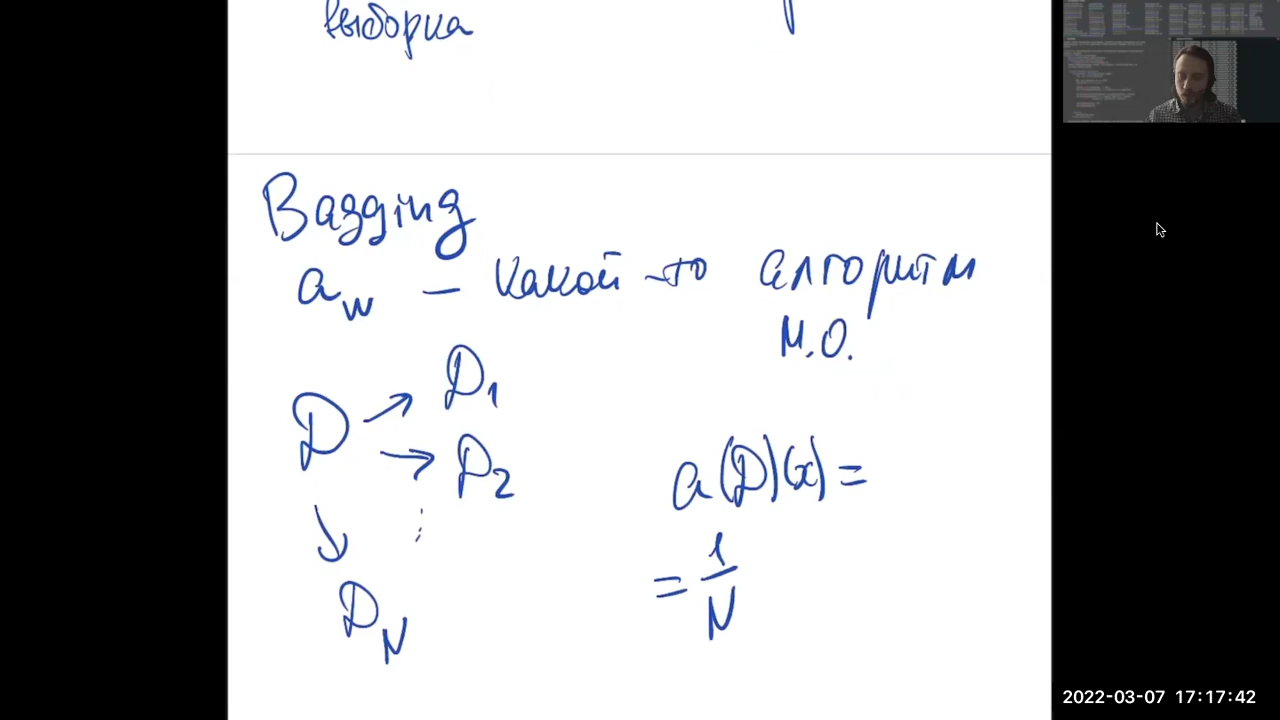 выборка
Bagging
a_w — какой-то алгоритм
М.О.
D → D_1
→ D_2
⋮
↓
D_N
a(D)(x) =
= 1/N
2022-03-07 17:17:42